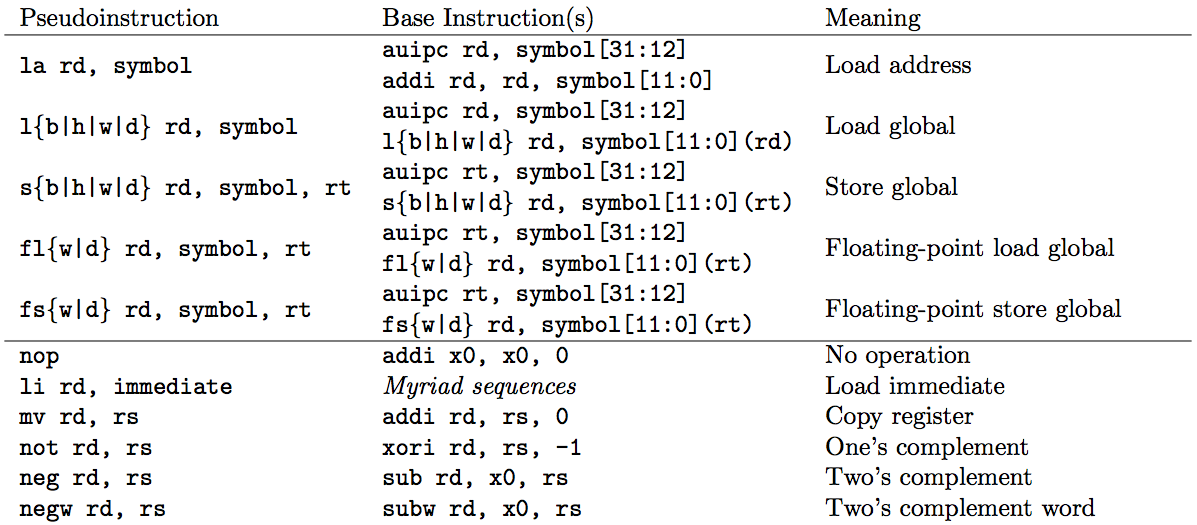 Pseudoinstruction Base Instruction(s) Meaning
la rd, symbol auipc rd, symbol[31:12] Load address
addi rd, rd, symbol[11:0]
l{b|h|w|d} rd, symbol auipc rd, symbol[31:12] Load global
l{b|h|w|d} rd, symbol[11:0](rd)
s{b|h|w|d} rd, symbol, rt auipc rt, symbol[31:12] Store global
s{b|h|w|d} rd, symbol[11:0](rt)
fl{w|d} rd, symbol, rt auipc rt, symbol[31:12] Floating-point load global
fl{w|d} rd, symbol[11:0](rt)
fs{w|d} rd, symbol, rt auipc rt, symbol[31:12] Floating-point store global
fs{w|d} rd, symbol[11:0](rt)
nop addi x0, x0, 0 No operation
li rd, immediate Myriad sequences Load immediate
mv rd, rs addi rd, rs, 0 Copy register
not rd, rs xori rd, rs, -1 One's complement
neg rd, rs sub rd, x0, rs Two's complement
negw rd, rs subw rd, x0, rs Two's complement word